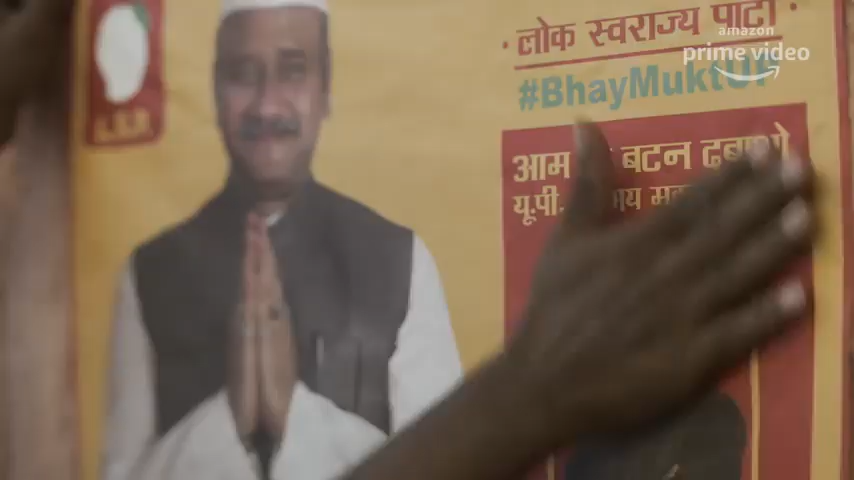 L.S.P.
लोक स्वराज्य पार्टी
amazon
prime video
#BhayMuktUP
आम बटन दबाओ
यू.पी.